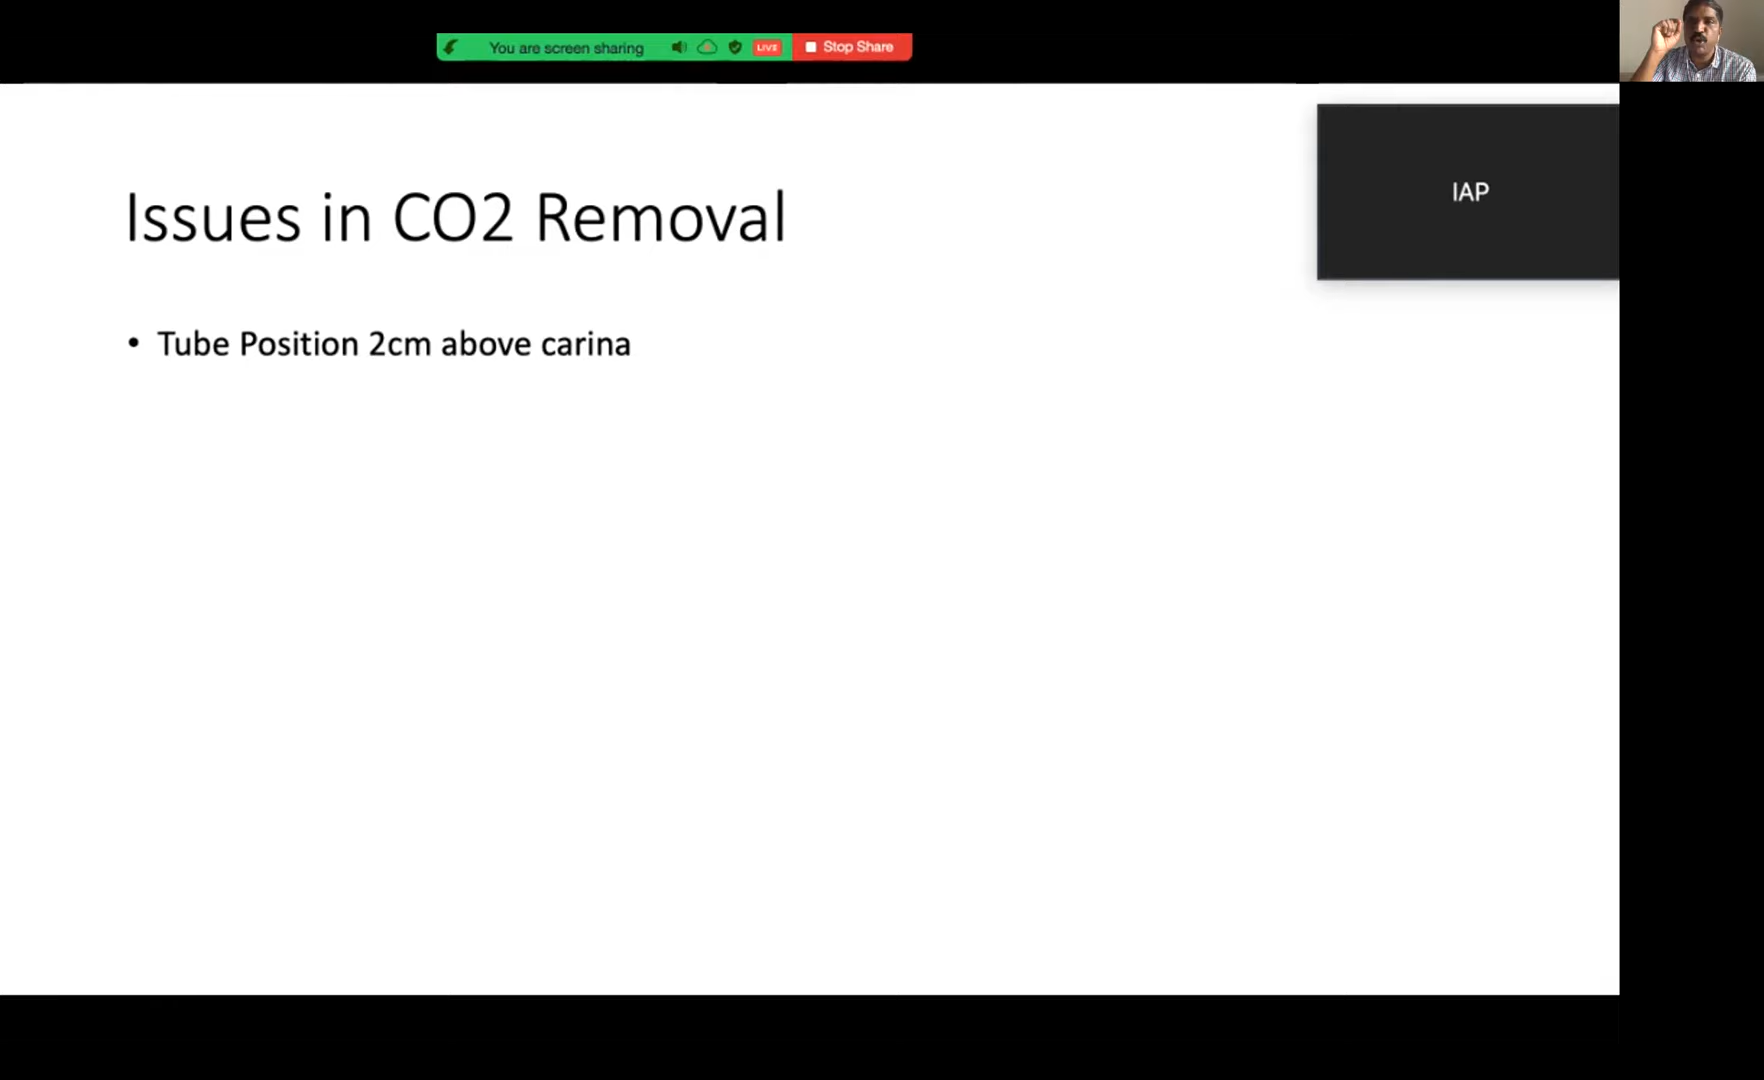 You are screen sharing LIVE Stop Share
IAP
Issues in CO2 Removal
• Tube Position 2cm above carina